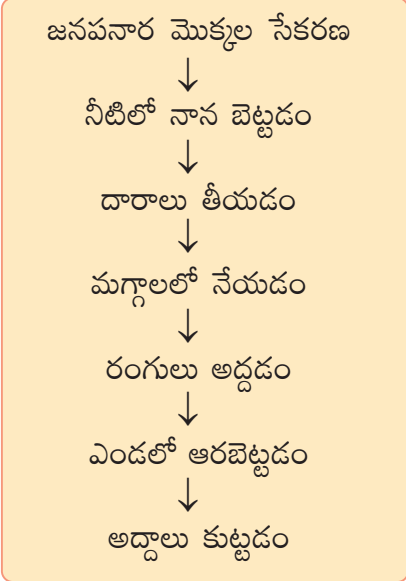 జనపనార మొక్కల సేకరణ
↓
నీటిలో నాన బెట్టడం
↓
దారాలు తీయడం
↓
మగ్గాలలో నేయడం
↓
రంగులు అద్దడం
↓
ఎండలో ఆరబెట్టడం
↓
అద్దాలు కుట్టడం